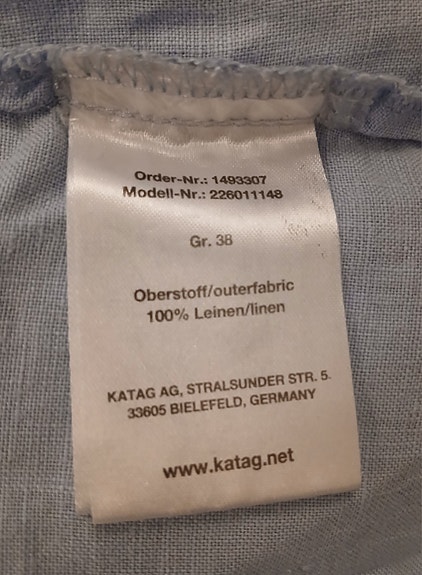 Order-Nr.: 1493307
Modell-Nr.: 226011148
Gr. 38
Oberstoff/outerfabric
100% Leinen/linen
KATAG AG, STRALSUNDER STR. 5.
33605 BIELEFELD, GERMANY
www.katag.net